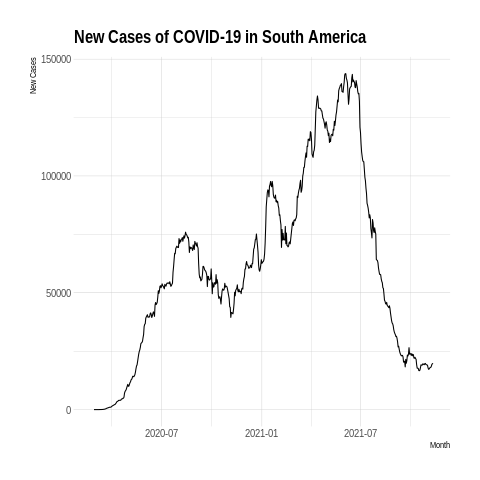 New Cases of COVID-19 in South America
New Cases
150000
100000
50000
0
2020-07
2021-01
2021-07
Month